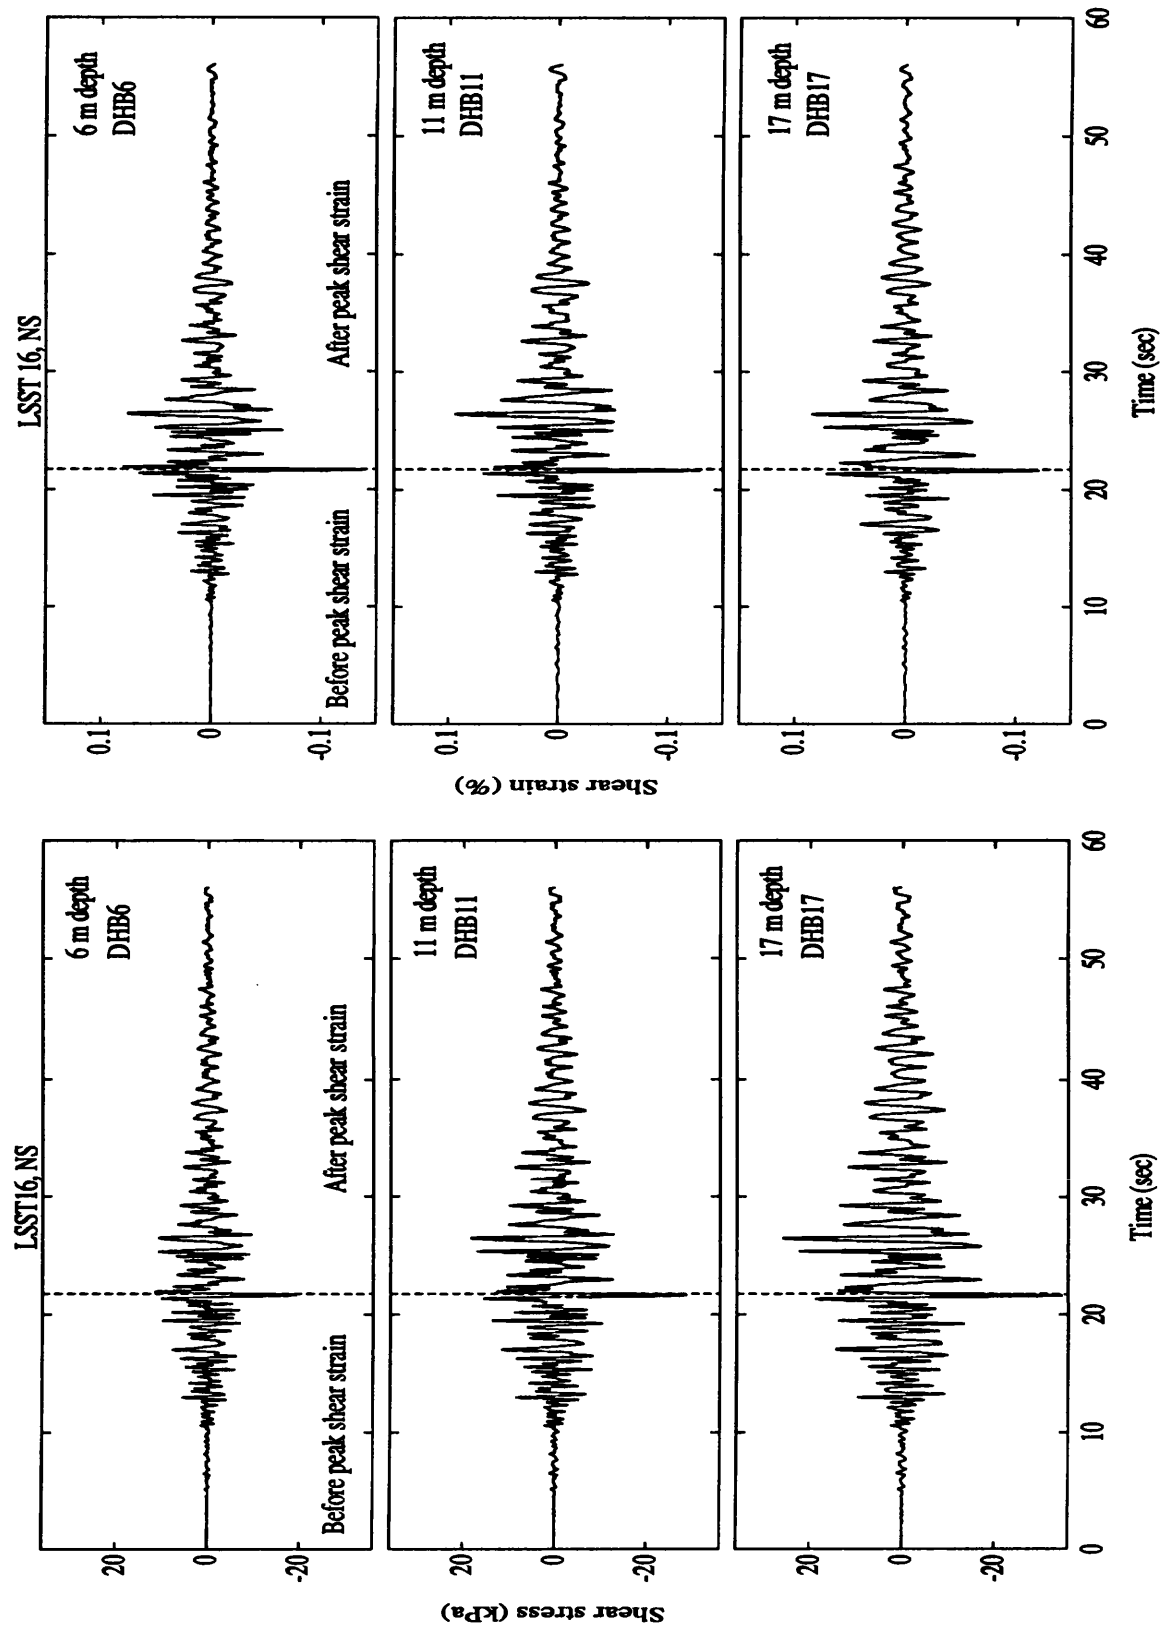 LSST16, NS
Shear stress (kPa)
20
0
-20
6 m depth
DHB6
Before peak shear strain
After peak shear strain
20
0
-20
11 m depth
DHB11
20
0
-20
17 m depth
DHB17
0
10
20
30
40
50
60
Time (sec)
LSST 16, NS
Shear strain (%)
0.1
0
-0.1
6 m depth
DHB6
Before peak shear strain
After peak shear strain
0.1
0
-0.1
11 m depth
DHB11
0.1
0
-0.1
17 m depth
DHB17
0
10
20
30
40
50
60
Time (sec)